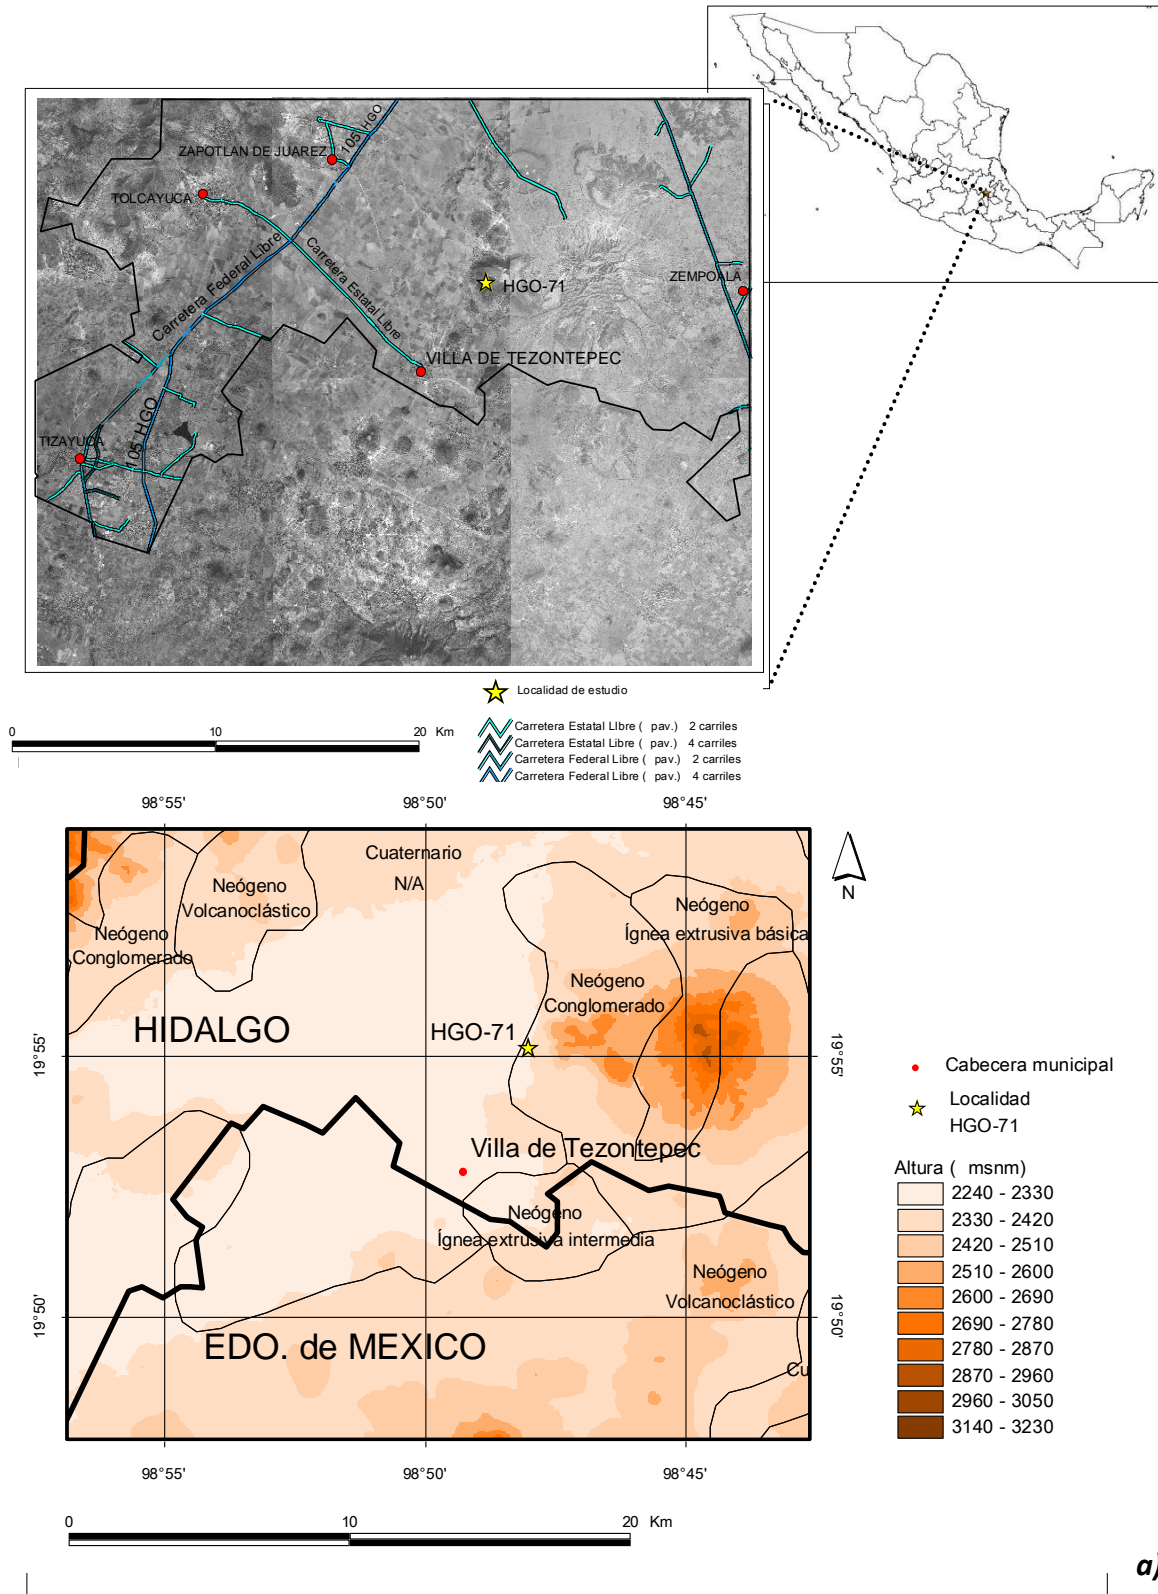 105 HGO
ZAPOTLAN DE JUAREZ
TOLCAYUCA
Carretera Federal Libre
Carretera Estatal Libre
ZEMPOALA
HGO-71
VILLA DE TEZONTEPEC
105 HGO
TIZAYUCA
Localidad de estudio
0 10 20 Km
Carretera Estatal LIbre ( pav.) 2 carriles
Carretera Estatal Libre ( pav.) 4 carriles
Carretera Federal Libre ( pav.) 2 carriles
Carretera Federal Libre ( pav.) 4 carriles
98°55' 98°50' 98°45'
Cuaternario
N/A
Neógeno
Volcanoclástico
Neógeno
Conglomerado
Neógeno
Ígnea extrusiva básica
Neógeno
Conglomerado
N
HIDALGO
HGO-71
19°55' 19°55'
Villa de Tezontepec
Neógeno
Ígnea extrusiva intermedia
Neógeno
Volcanoclástico
19°50' 19°50'
EDO. de MEXICO
Cu
98°55' 98°50' 98°45'
Cabecera municipal
Localidad
HGO-71
Altura ( msnm)
2240 - 2330
2330 - 2420
2420 - 2510
2510 - 2600
2600 - 2690
2690 - 2780
2780 - 2870
2870 - 2960
2960 - 3050
3140 - 3230
0 10 20 Km
a)